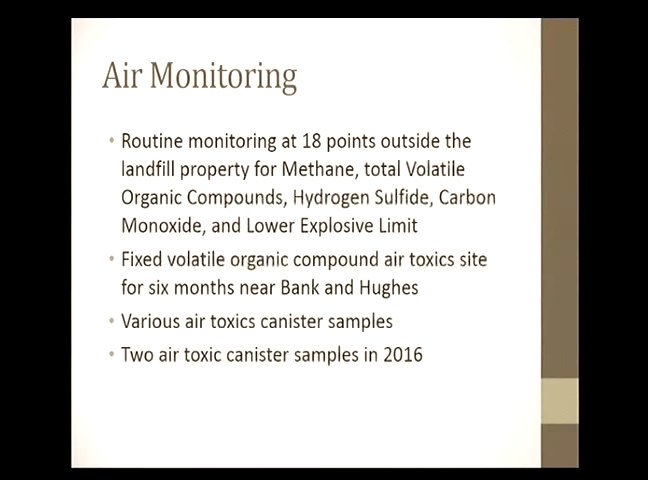 Air Monitoring
• Routine monitoring at 18 points outside the
landfill property for Methane, total Volatile
Organic Compounds, Hydrogen Sulfide, Carbon
Monoxide, and Lower Explosive Limit
• Fixed volatile organic compound air toxics site
for six months near Bank and Hughes
• Various air toxics canister samples
• Two air toxic canister samples in 2016